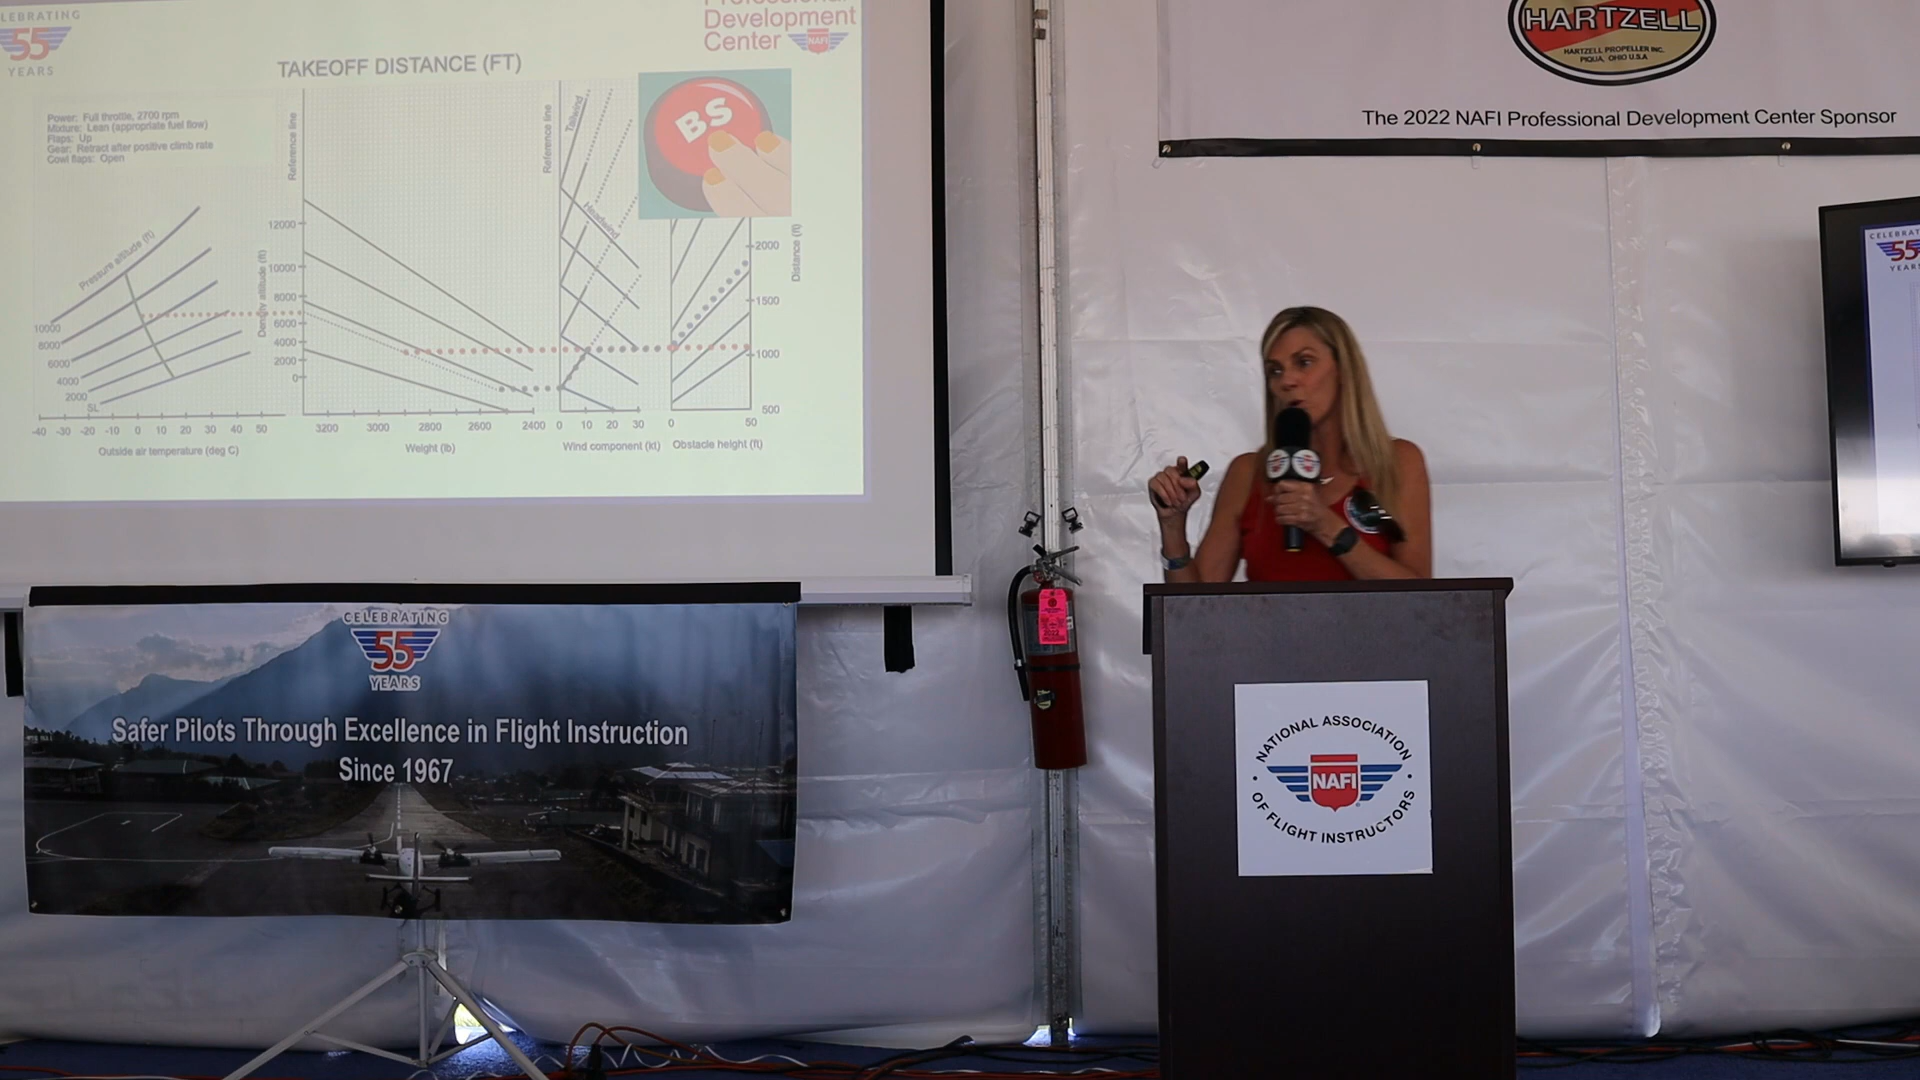 CELEBRATING
55
YEARS
Professional
Development
Center
NAFI
TAKEOFF DISTANCE (FT)
Power: Full throttle, 2700 rpm
Mixture: Lean (appropriate fuel flow)
Flaps: Up
Gear: Retract after positive climb rate
Cowl flaps: Open
BS
Reference line
Reference line
Tailwind
Headwind
Pressure altitude (ft)
Density altitude (ft)
Distance (ft)
10000
8000
6000
4000
2000
SL
12000
10000
8000
6000
4000
2000
0
2000
1500
1000
500
-40 -30 -20 -10 0 10 20 30 40 50
3200 3000 2800 2600 2400
0 10 20 30
0 50
Outside air temperature (deg C)
Weight (lb)
Wind component (kt)
Obstacle height (ft)
HARTZELL
HARTZELL PROPELLER INC.
PIQUA, OHIO U.S.A
The 2022 NAFI Professional Development Center Sponsor
CELEBRAT
55
YEARS
CELEBRATING
55
YEARS
Safer Pilots Through Excellence in Flight Instruction
Since 1967
2022
NATIONAL ASSOCIATION
NAFI
OF FLIGHT INSTRUCTORS